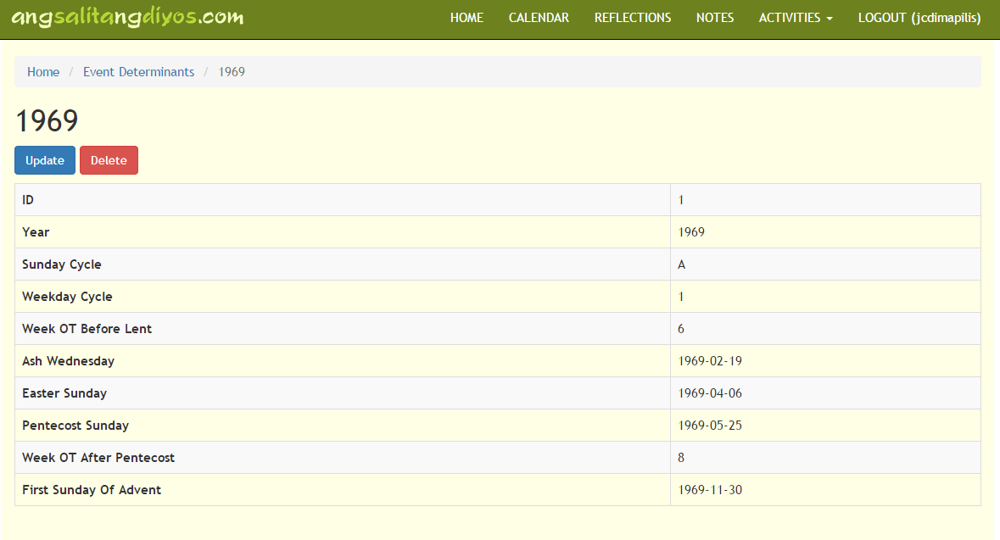 angsalitangdiyos.com HOME CALENDAR REFLECTIONS NOTES ACTIVITIES LOGOUT (jcdimapilis)
Home / Event Determinants / 1969
1969
Update Delete
ID 1
Year 1969
Sunday Cycle A
Weekday Cycle 1
Week OT Before Lent 6
Ash Wednesday 1969-02-19
Easter Sunday 1969-04-06
Pentecost Sunday 1969-05-25
Week OT After Pentecost 8
First Sunday Of Advent 1969-11-30